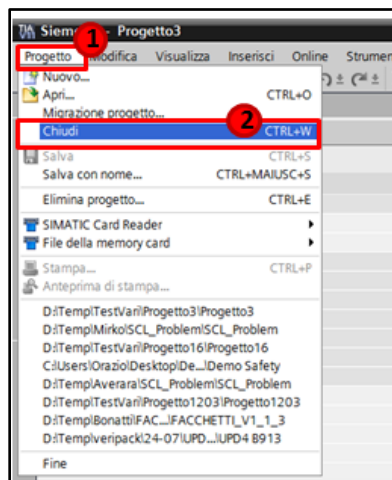 Siem - Progetto3
1
Progetto Modifica Visualizza Inserisci Online Strumen
Nuovo...
Apri... CTRL+O
Migrazione progetto...
2
Chiudi CTRL+W
Salva CTRL+S
Salva con nome... CTRL+MAIUSC+S
Elimina progetto... CTRL+E
SIMATIC Card Reader
File della memory card
Stampa... CTRL+P
Anteprima di stampa...
D:\Temp\TestVari\Progetto3\Progetto3
D:\Temp\Mirko\SCL_Problem\SCL_Problem
D:\Temp\TestVari\Progetto16\Progetto16
C:\Users\Orazio\Desktop\De...\Demo Safety
D:\Temp\Averara\SCL_Problem\SCL_Problem
D:\Temp\TestVari\Progetto1203\Progetto1203
D:\Temp\Bonatti\FAC...\FACCHETTI_V1_1_3
D:\Temp\veripack\24-07\UPD...\UPD4 B913
Fine